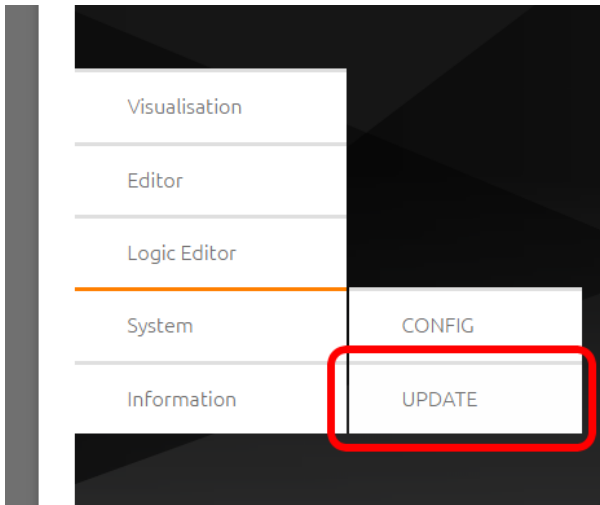 Visualisation
Editor
Logic Editor
System
CONFIG
Information
UPDATE